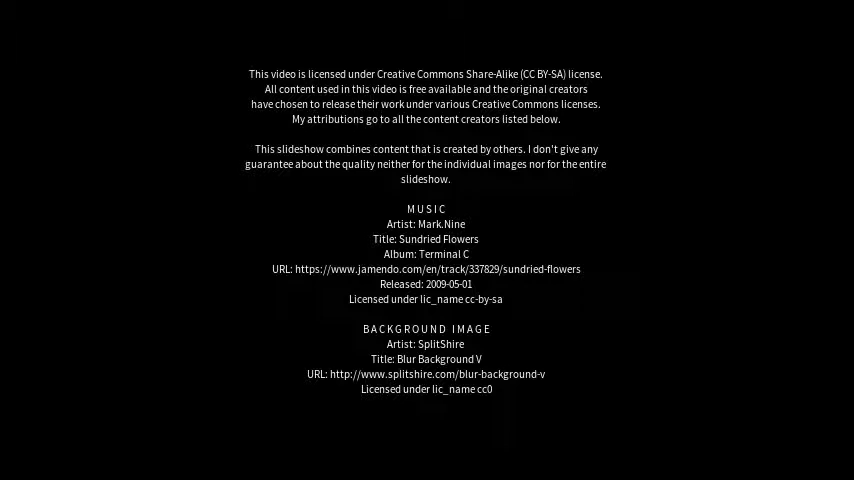 This video is licensed under Creative Commons Share-Alike (CC BY-SA) license.
All content used in this video is free available and the original creators
have chosen to release their work under various Creative Commons licenses.
My attributions go to all the content creators listed below.
This slideshow combines content that is created by others. I don't give any
guarantee about the quality neither for the individual images nor for the entire
slideshow.
MUSIC
Artist: Mark.Nine
Title: Sundried Flowers
Album: Terminal C
URL: https://www.jamendo.com/en/track/337829/sundried-flowers
Released: 2009-05-01
Licensed under lic_name cc-by-sa
BACKGROUND IMAGE
Artist: SplitShire
Title: Blur Background V
URL: http://www.splitshire.com/blur-background-v
Licensed under lic_name cc0